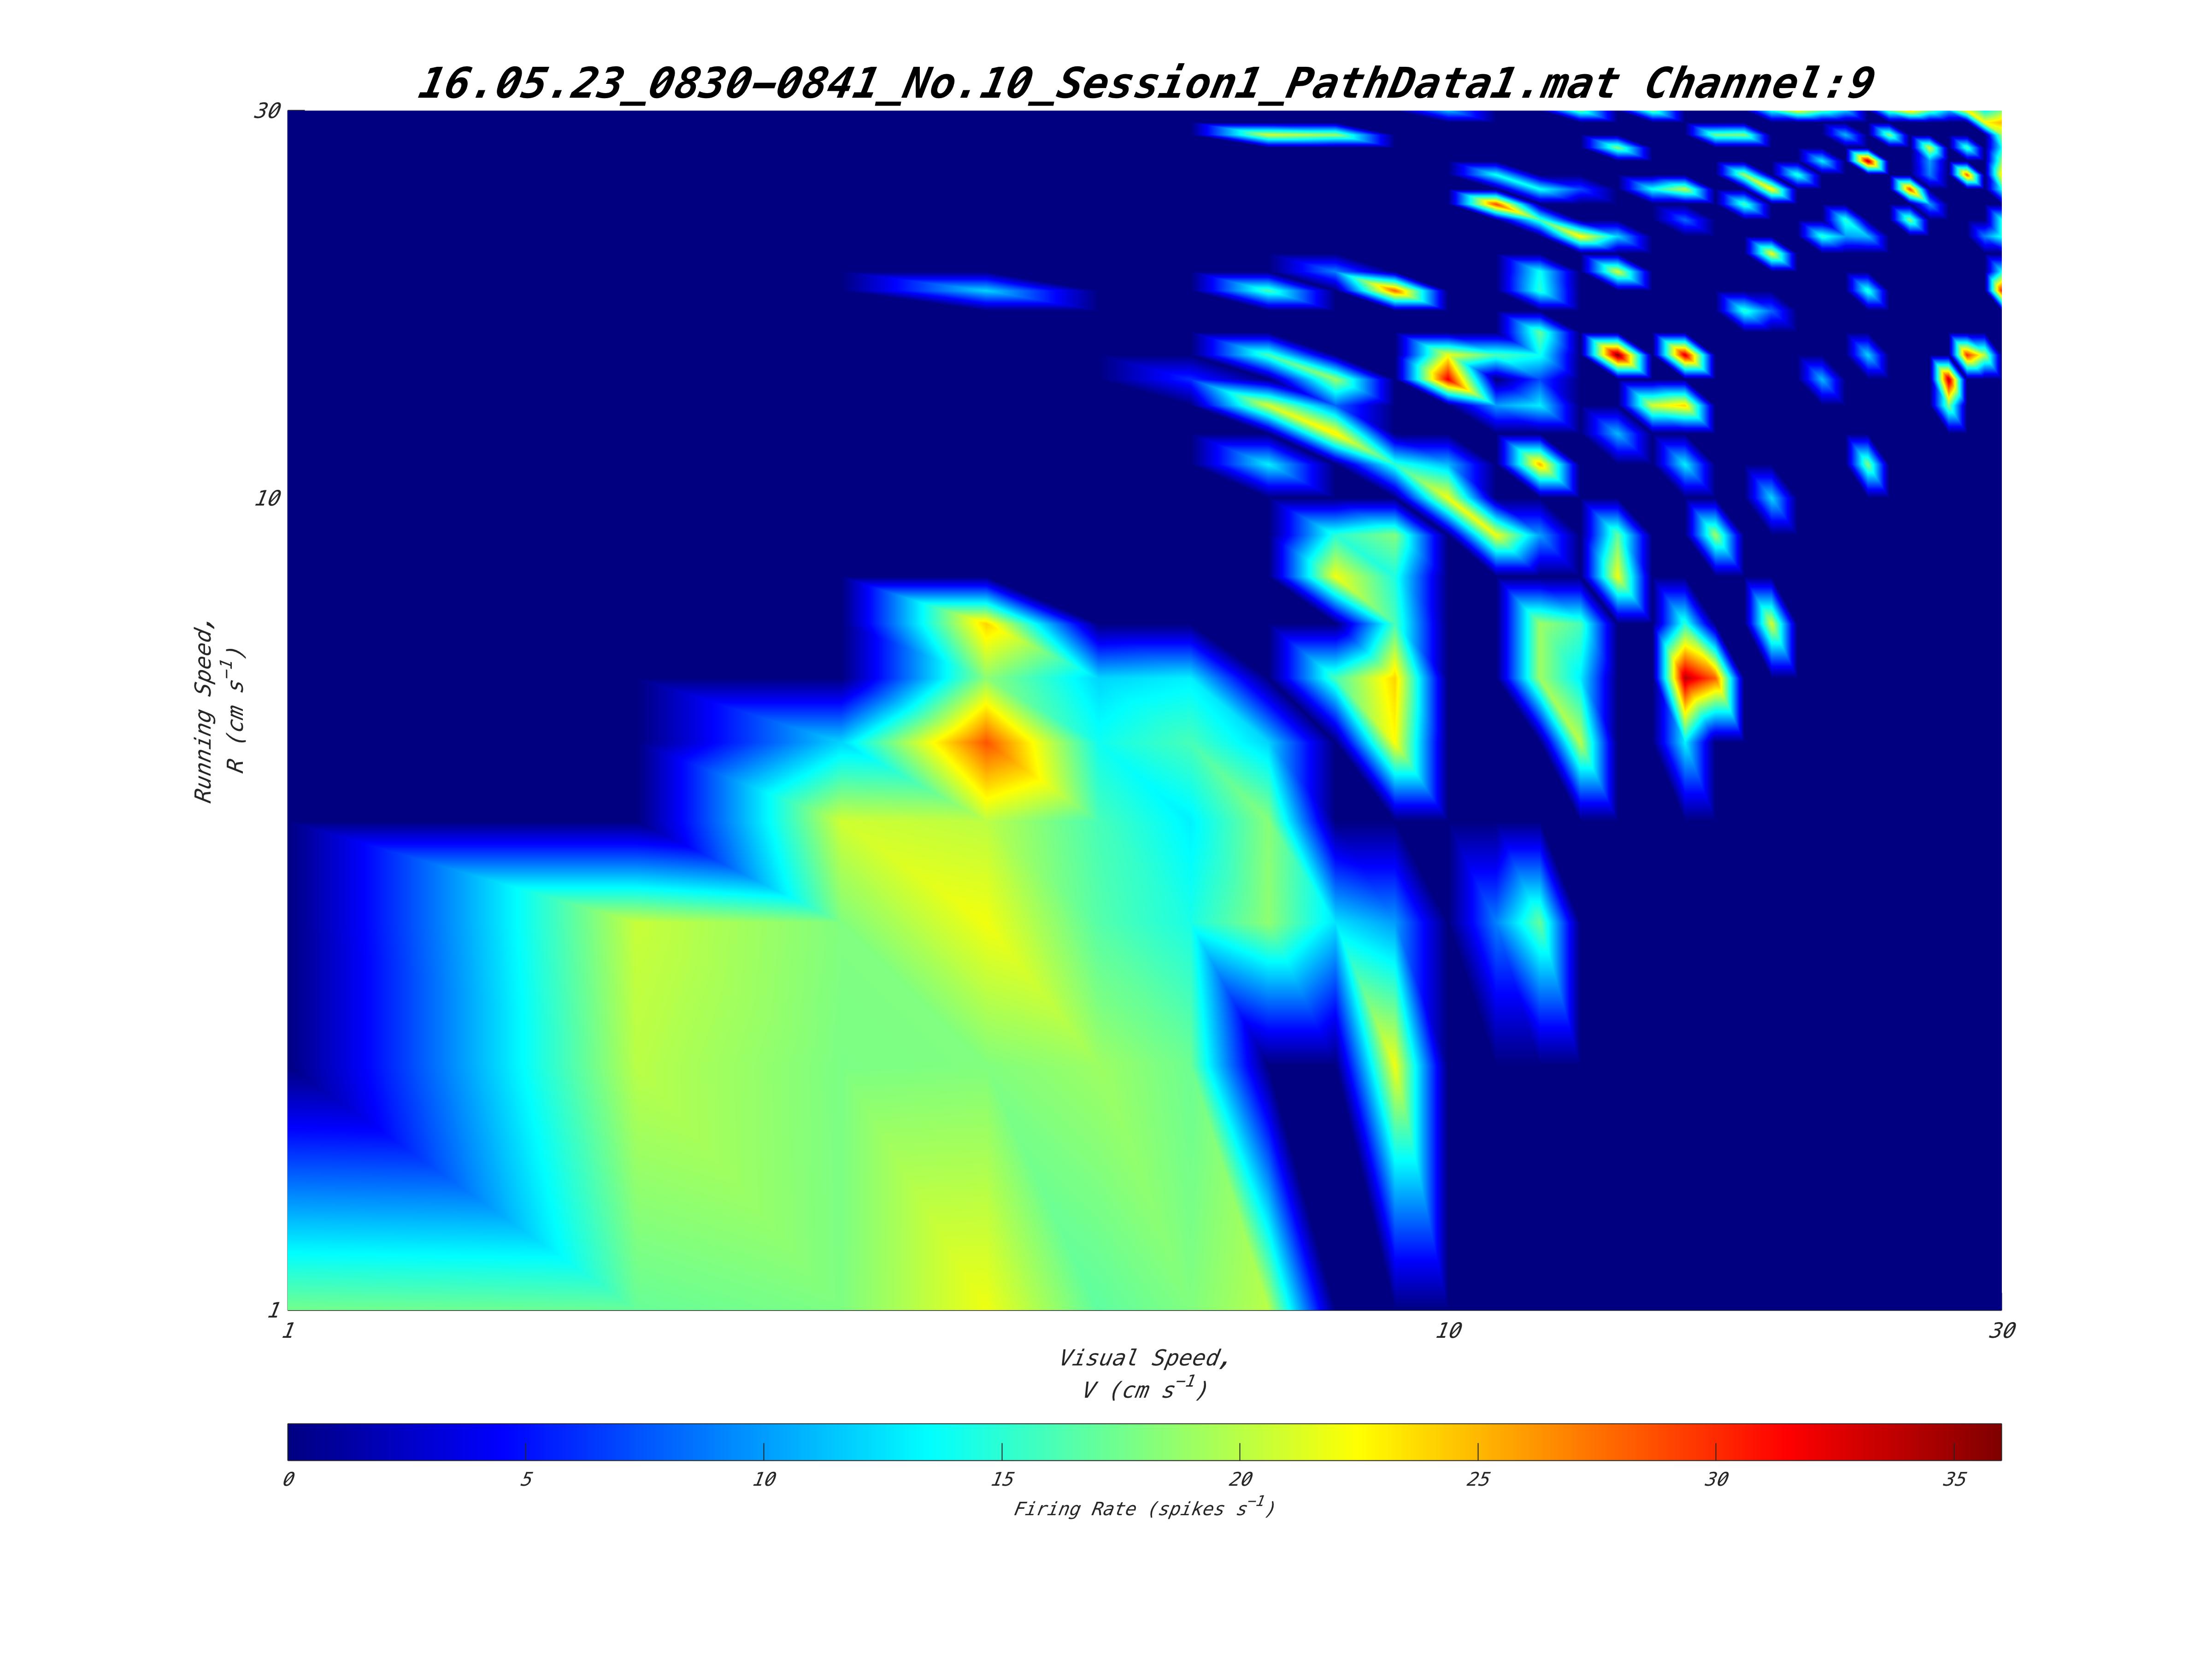 16.05.23_0830−0841_No.10_Session1_PathData1.mat Channel:9
30
10
1
Running Speed,
R (cm s⁻¹)
1 10 30
Visual Speed,
V (cm s⁻¹)
0 5 10 15 20 25 30 35
Firing Rate (spikes s⁻¹)